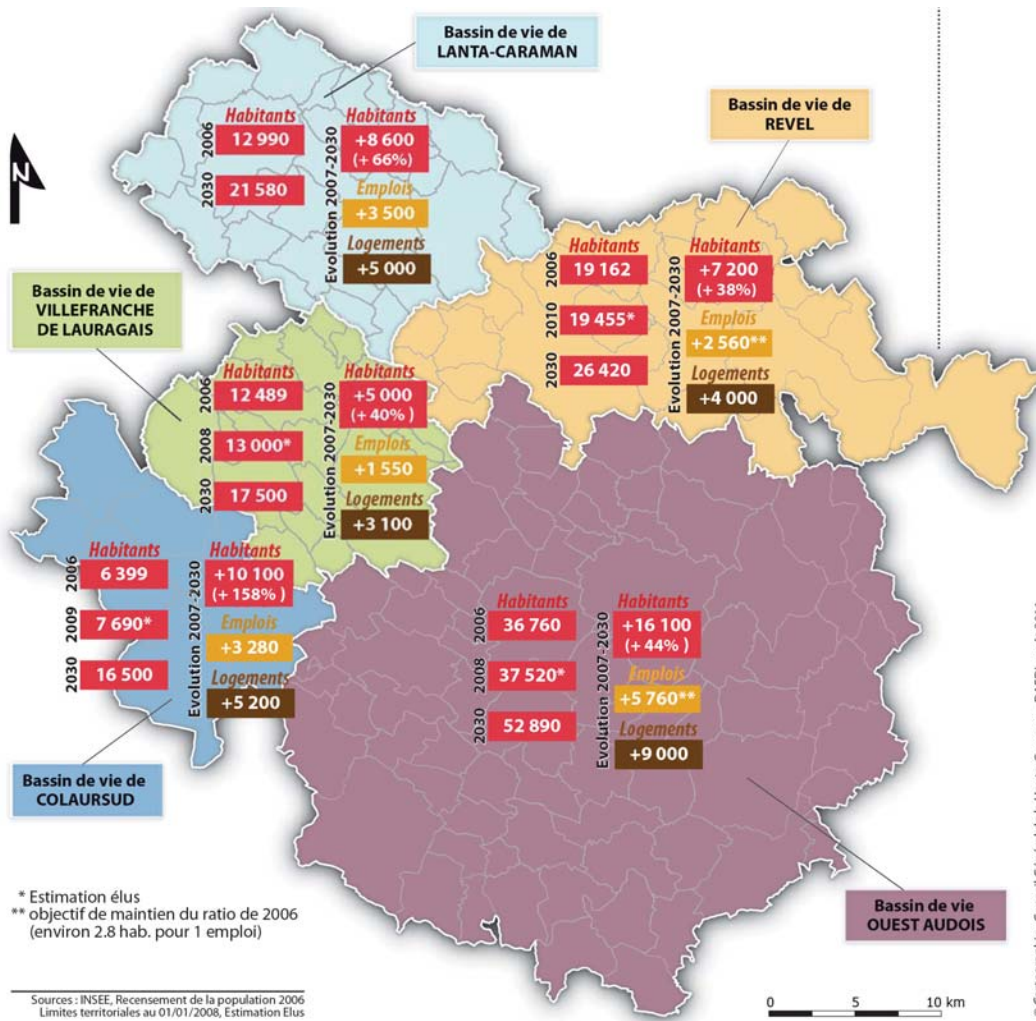 Bassin de vie de
LANTA-CARAMAN
Habitants
2006
12 990
2030
21 580
Evolution 2007-2030
Habitants
+8 600
(+ 66%)
Emplois
+3 500
Logements
+5 000
Bassin de vie de
REVEL
Habitants
2006
19 162
2010
19 455*
2030
26 420
Evolution 2007-2030
Habitants
+7 200
(+ 38%)
Emplois
+2 560**
Logements
+4 000
N
Bassin de vie de
VILLEFRANCHE
DE LAURAGAIS
Habitants
2006
12 489
2008
13 000*
2030
17 500
Evolution 2007-2030
Habitants
+5 000
(+ 40%)
Emplois
+1 550
Logements
+3 100
Habitants
2006
6 399
2009
7 690*
2030
16 500
Evolution 2007-2030
Habitants
+10 100
(+ 158% )
Emplois
+3 280
Logements
+5 200
Bassin de vie de
COLAURSUD
Habitants
2006
36 760
2008
37 520*
2030
52 890
Evolution 2007-2030
Habitants
+16 100
(+ 44% )
Emplois
+5 760**
Logements
+9 000
Bassin de vie
OUEST AUDOIS
* Estimation élus
** objectif de maintien du ratio de 2006
(environ 2.8 hab. pour 1 emploi)
Sources : INSEE, Recensement de la population 2006
Limites territoriales au 01/01/2008, Estimation Elus
0 5 10 km